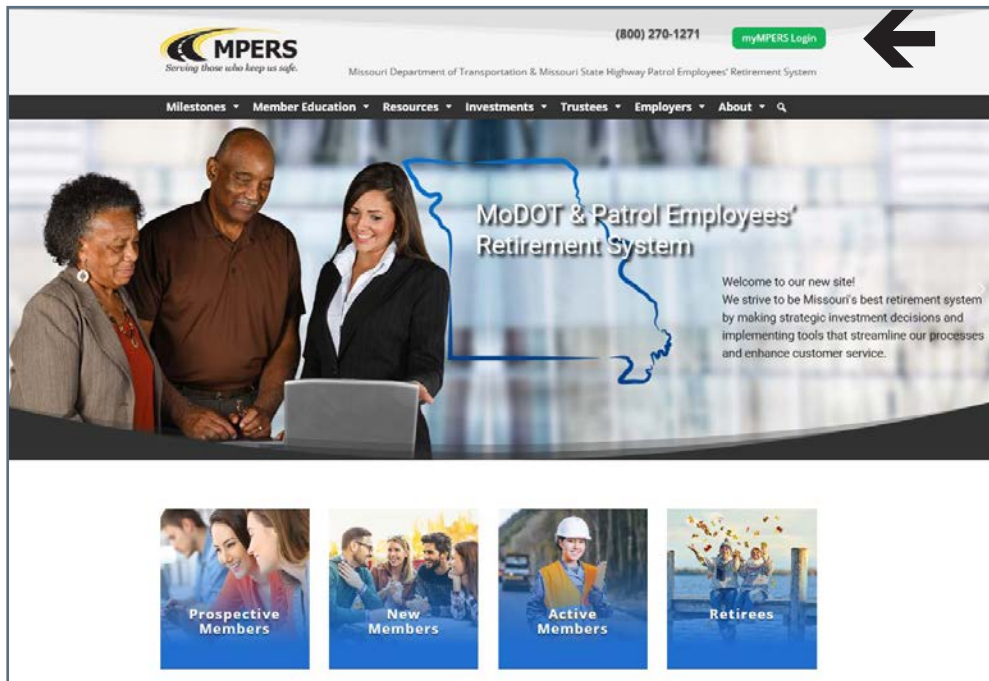 (800) 270-1271
myMPERS Login
MPERS
Serving those who keep us safe.
Missouri Department of Transportation & Missouri State Highway Patrol Employees' Retirement System
Milestones Member Education Resources Investments Trustees Employers About
MoDOT & Patrol Employees'
Retirement System
Welcome to our new site!
We strive to be Missouri's best retirement system
by making strategic investment decisions and
implementing tools that streamline our processes
and enhance customer service.
Prospective
Members
New
Members
Active
Members
Retirees